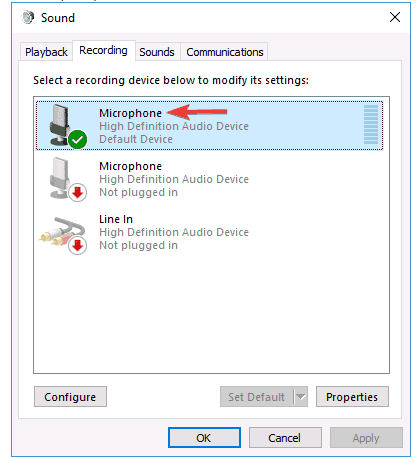 Sound
Playback Recording Sounds Communications
Select a recording device below to modify its settings:
Microphone
High Definition Audio Device
Default Device
Microphone
High Definition Audio Device
Not plugged in
Line In
High Definition Audio Device
Not plugged in
Configure Set Default Properties
OK Cancel Apply